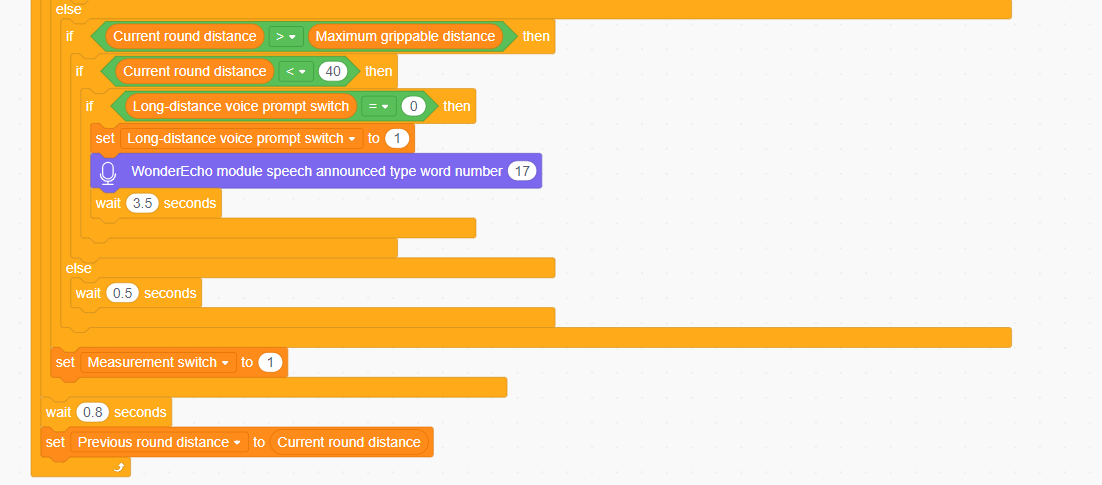 else
if Current round distance > Maximum grippable distance then
if Current round distance < 40 then
if Long-distance voice prompt switch = 0 then
set Long-distance voice prompt switch to 1
WonderEcho module speech announced type word number 17
wait 3.5 seconds
else
wait 0.5 seconds
set Measurement switch to 1
wait 0.8 seconds
set Previous round distance to Current round distance